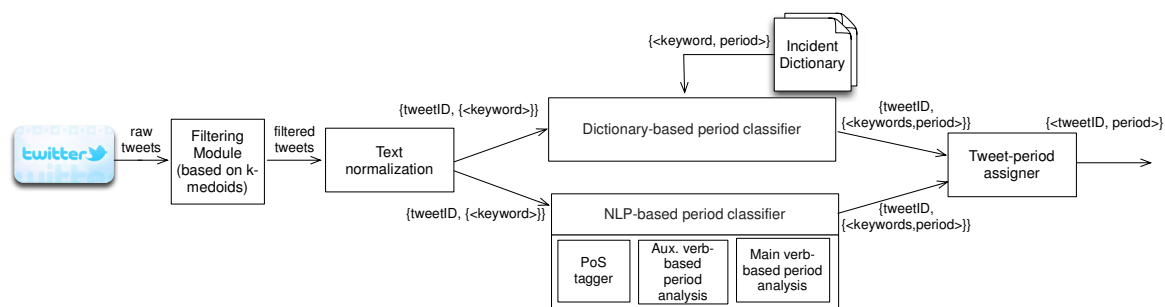 twitter
raw
tweets
Filtering
Module
(based on k-
medoids)
filtered
tweets
Text
normalization
{tweetID, {<keyword>}}
{tweetID, {<keyword>}}
{<keyword, period>}
Incident
Dictionary
Dictionary-based period classifier
NLP-based period classifier
PoS
tagger
Aux. verb-
based
period
analysis
Main verb-
based period
analysis
{tweetID,
{<keywords,period>}}
{tweetID,
{<keywords,period>}}
Tweet-period
assigner
{<tweetID, period>}